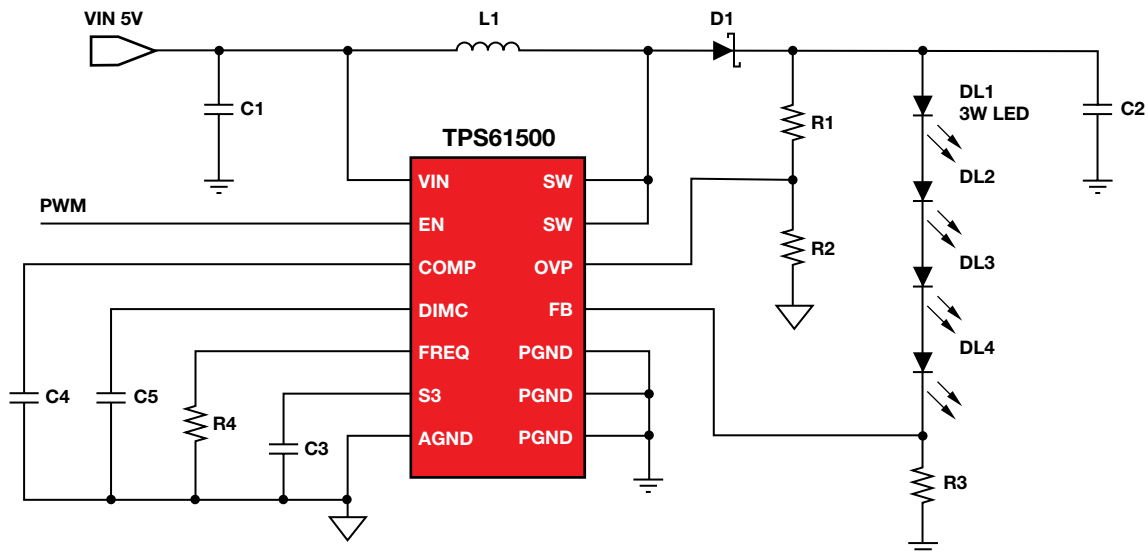 VIN 5V
L1
D1
C1
R1
DL1
3W LED
C2
TPS61500
VIN
SW
DL2
PWM
EN
SW
R2
COMP
OVP
DL3
DIMC
FB
FREQ
PGND
DL4
C4
C5
R4
S3
PGND
C3
AGND
PGND
R3